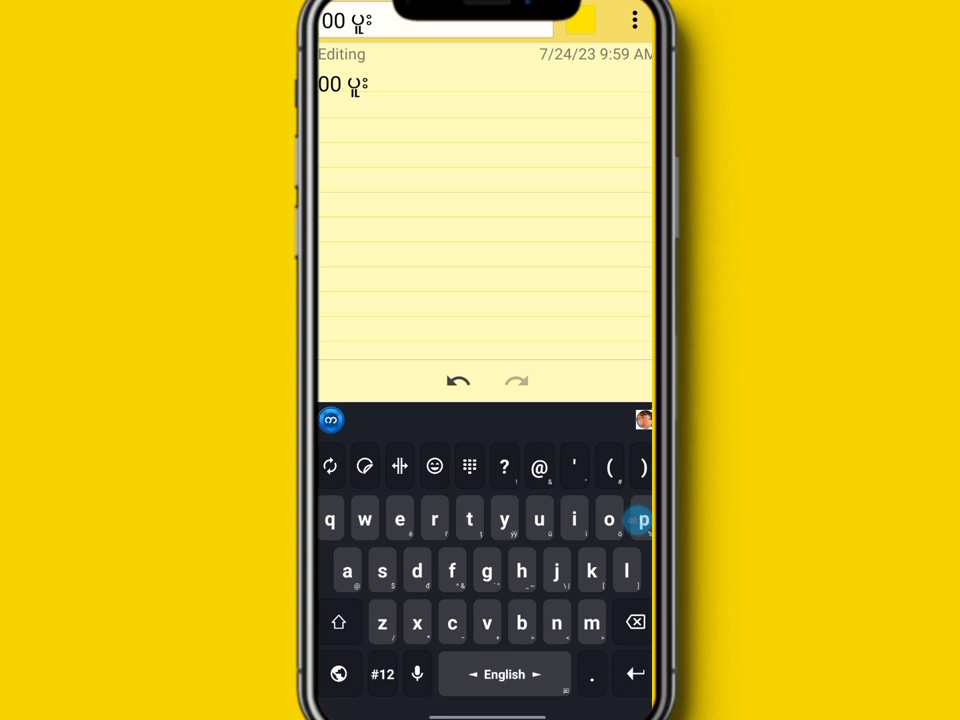 00 ပူး
Editing 7/24/23 9:59 AM
00 ပူး
? ! @ & ' ( # )
q w e r t y u i o p
a s d f g h j k l
z x c v b n m
#12 ◄ English ► .